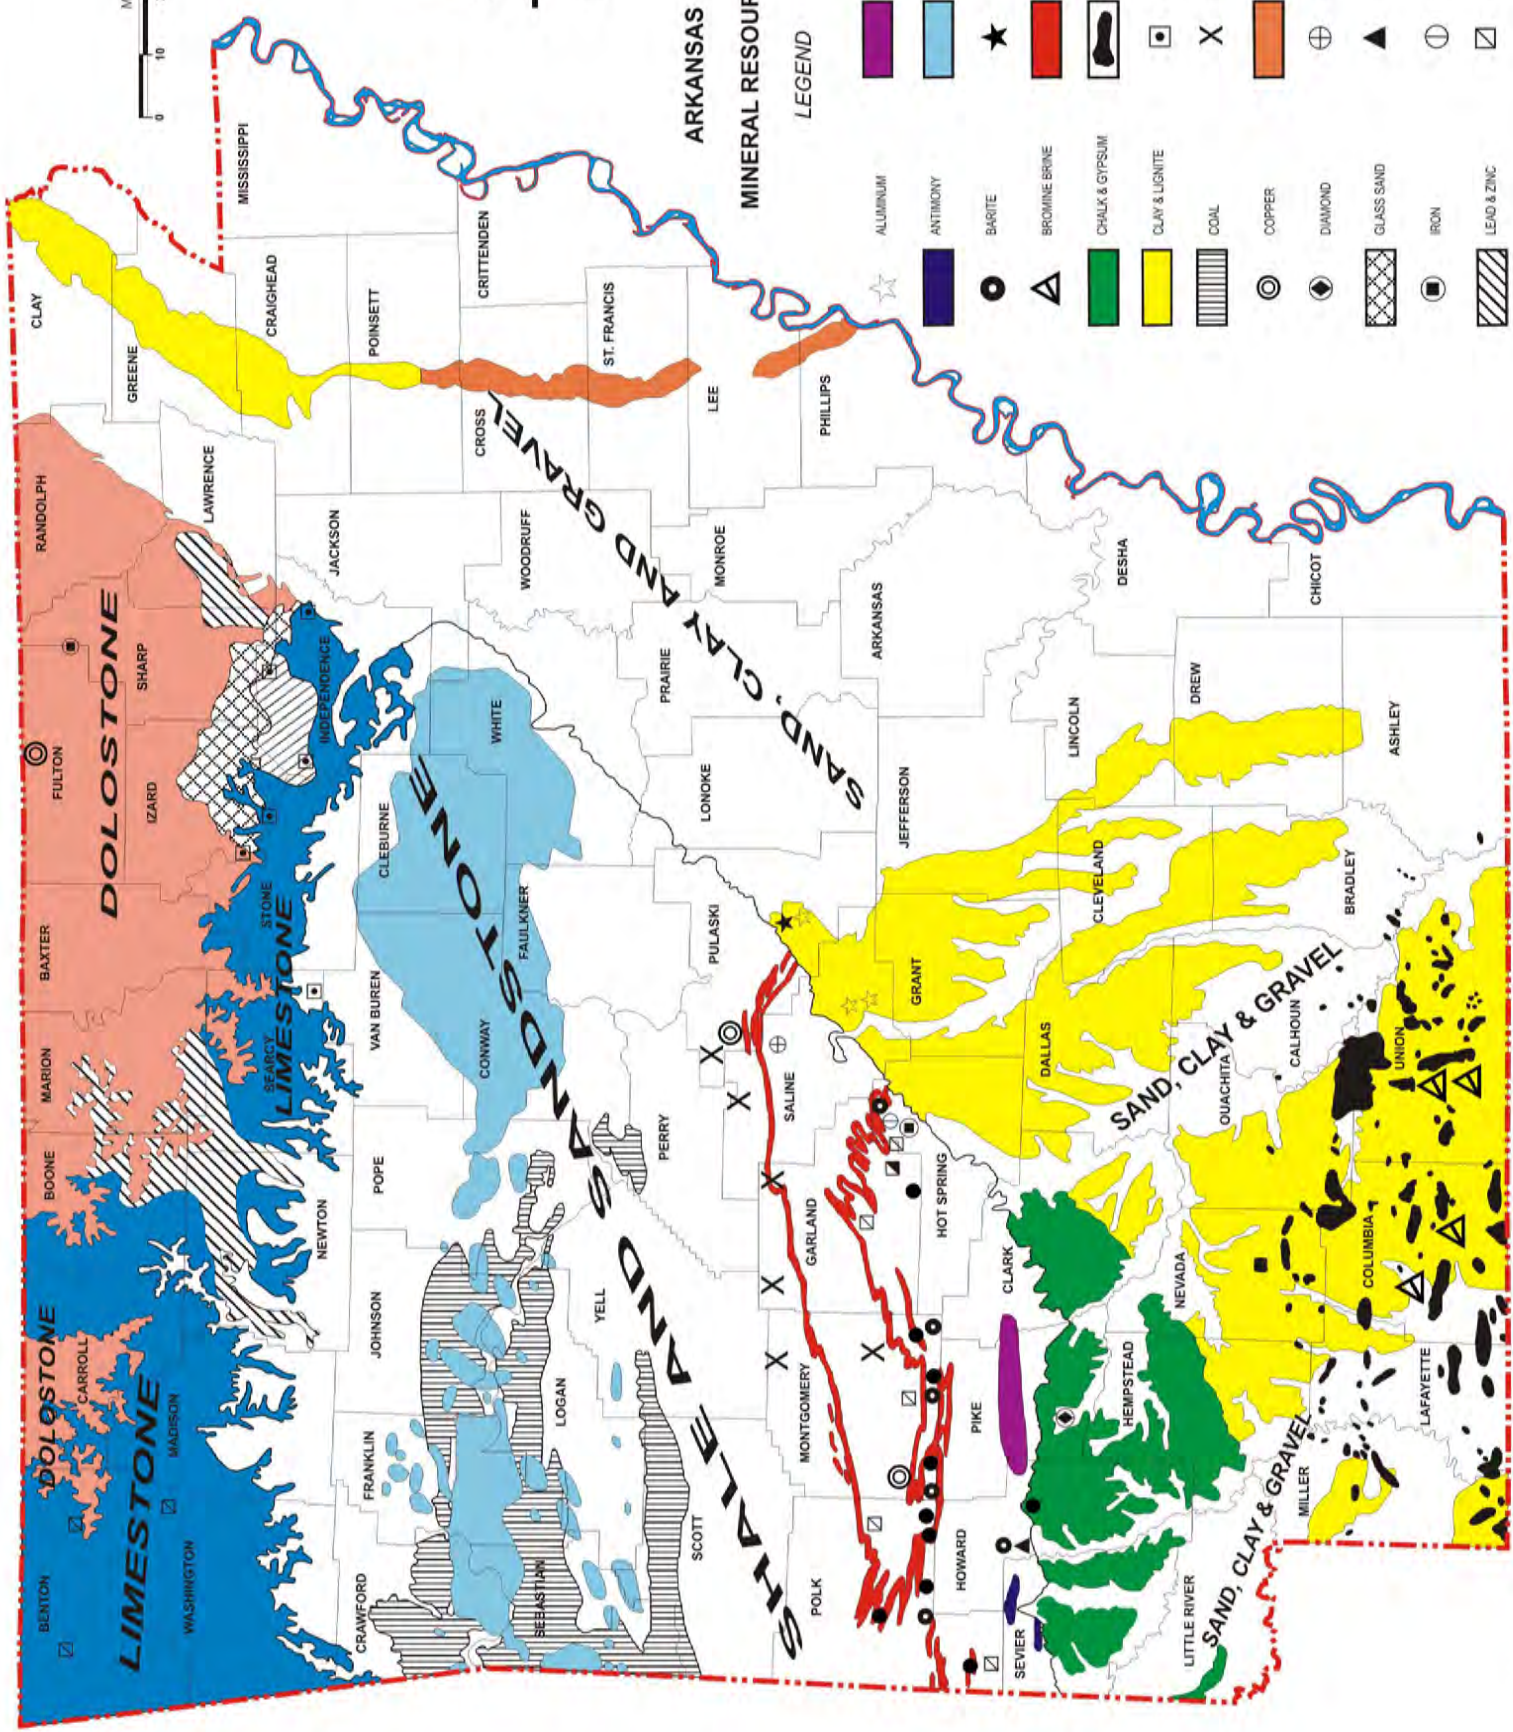 M
0
10
ARKANSAS
MINERAL RESOUR
LEGEND
ALUMINUM
ANTIMONY
BARITE
BROMINE BRINE
CHALK & GYPSUM
CLAY & LIGNITE
COAL
COPPER
DIAMOND
GLASS SAND
IRON
LEAD & ZINC
BENTON
CARROLL
BOONE
MARION
BAXTER
FULTON
RANDOLPH
CLAY
DOLOSTONE
DOLOSTONE
LIMESTONE
WASHINGTON
MADISON
NEWTON
SEARCY
STONE
LIMESTONE
IZARD
SHARP
LAWRENCE
GREENE
CRAIGHEAD
MISSISSIPPI
INDEPENDENCE
JACKSON
POINSETT
CRAWFORD
FRANKLIN
JOHNSON
POPE
VAN BUREN
CLEBURNE
WHITE
WOODRUFF
CROSS
CRITTENDEN
SEBASTIAN
LOGAN
CONWAY
FAULKNER
SHALE AND SANDSTONE
SANDSTONE
ST. FRANCIS
SCOTT
YELL
PERRY
PULASKI
LONOKE
PRAIRIE
MONROE
LEE
SAND, CLAY AND GRAVEL
POLK
MONTGOMERY
GARLAND
SALINE
PHILLIPS
ARKANSAS
JEFFERSON
GRANT
HOT SPRING
HOWARD
PIKE
CLARK
SEVIER
DALLAS
CLEVELAND
LINCOLN
DESHA
LITTLE RIVER
HEMPSTEAD
NEVADA
OUACHITA
CALHOUN
BRADLEY
DREW
CHICOT
SAND, CLAY & GRAVEL
SAND, CLAY & GRAVEL
MILLER
LAFAYETTE
COLUMBIA
UNION
ASHLEY